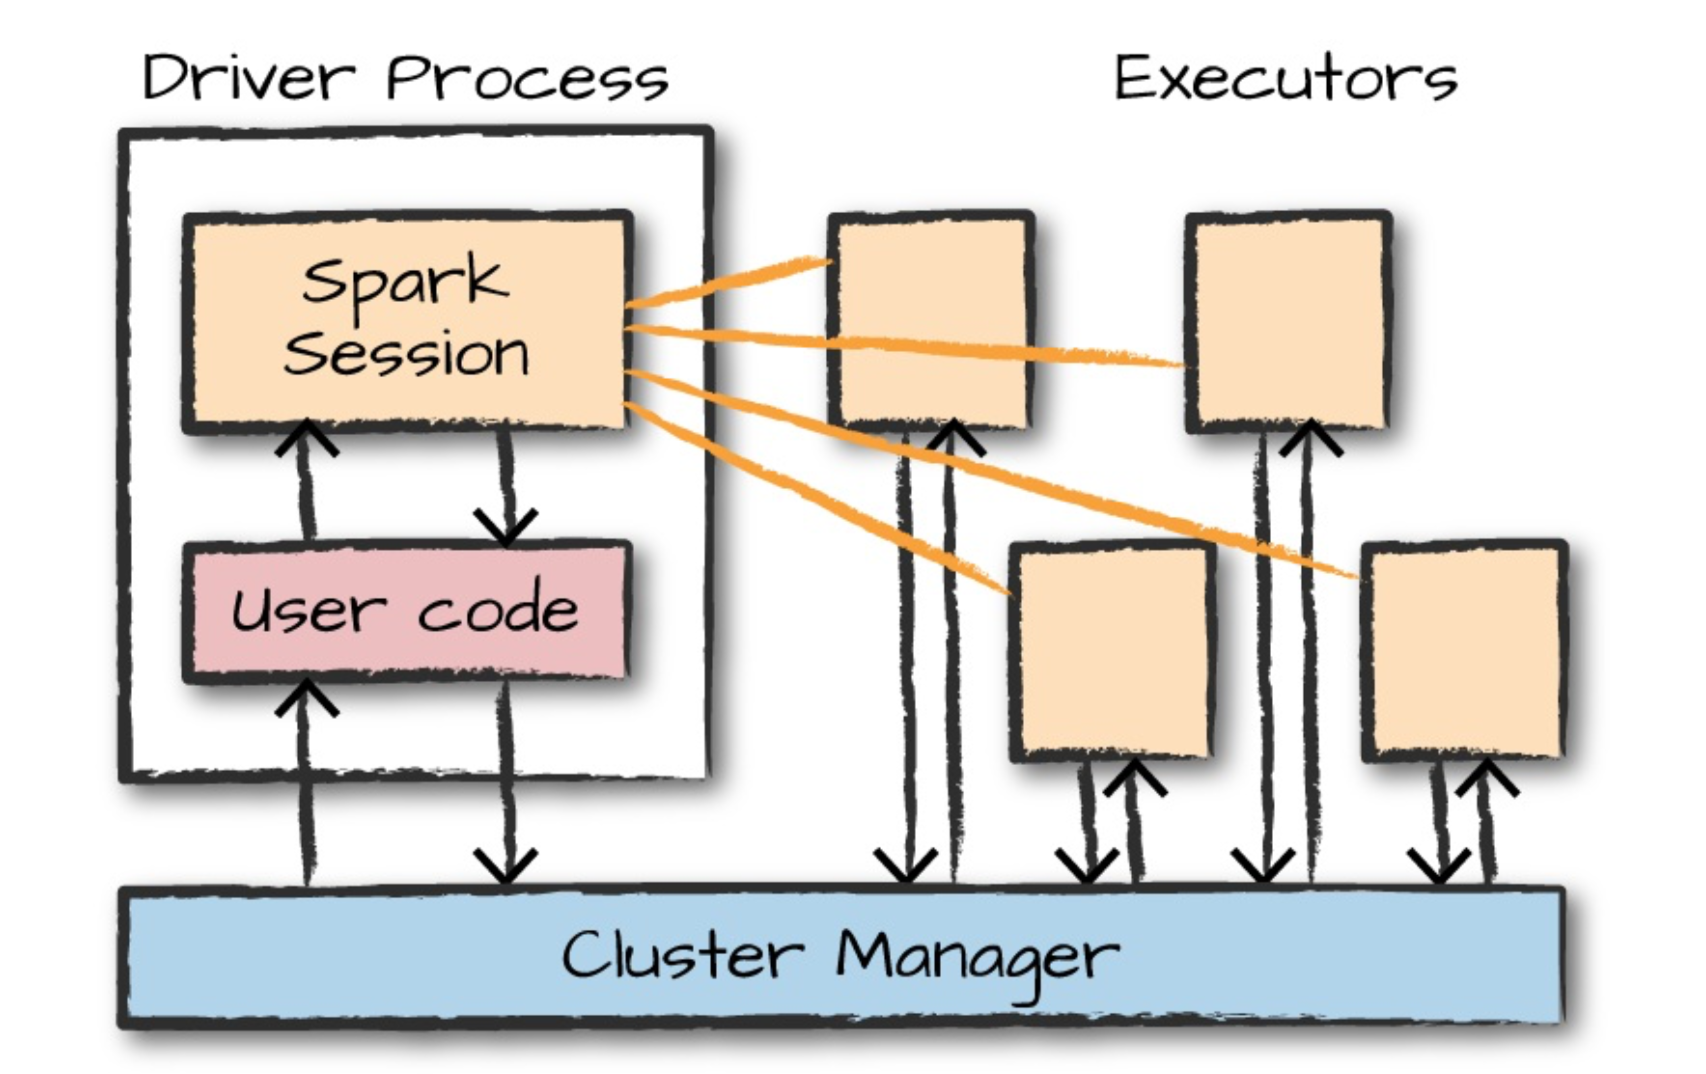 Driver Process
Executors
Spark
Session
User code
Cluster Manager